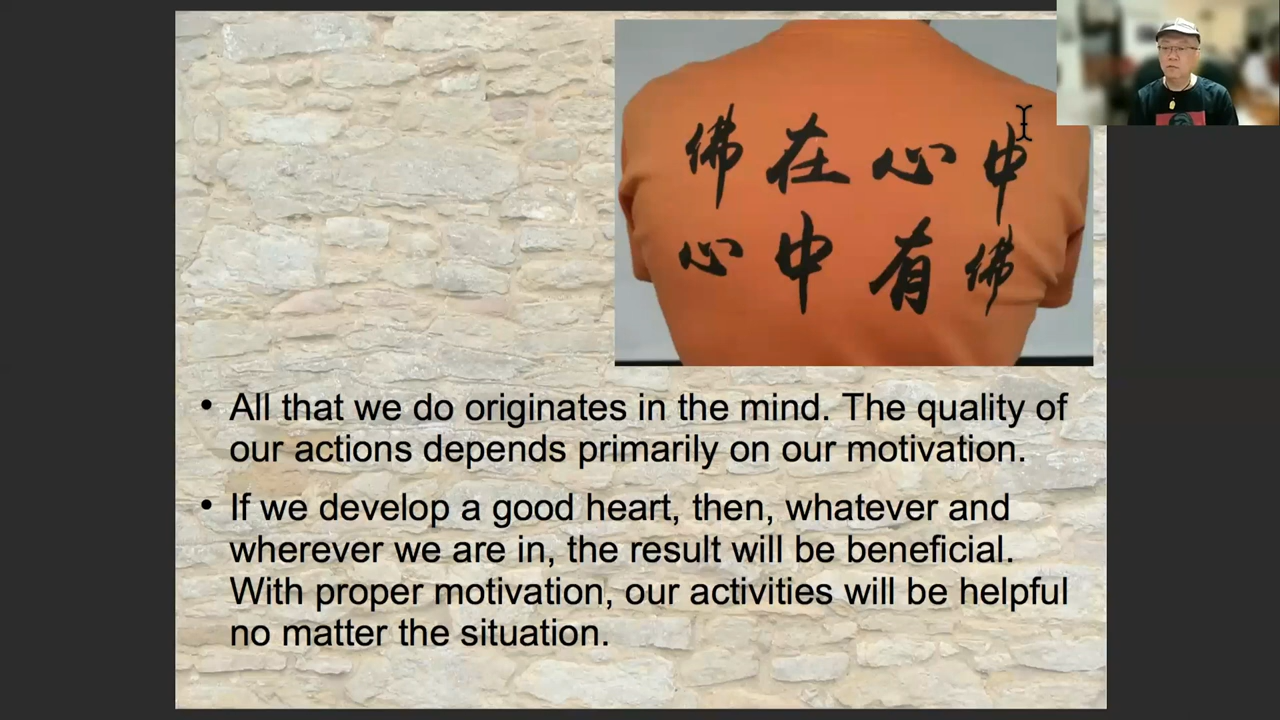 佛在心中
心中有佛
• All that we do originates in the mind. The quality of
our actions depends primarily on our motivation.
• If we develop a good heart, then, whatever and
wherever we are in, the result will be beneficial.
With proper motivation, our activities will be helpful
no matter the situation.